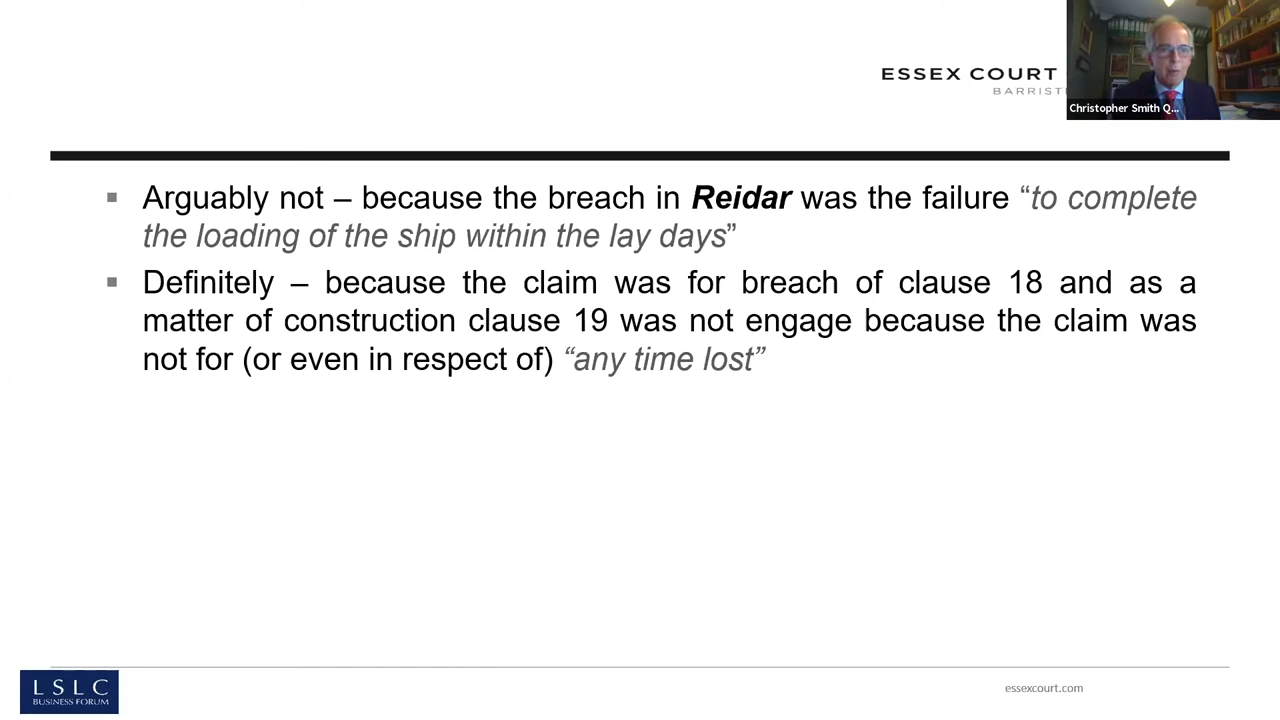 ESSEX COURT
BARRIST
Christopher Smith Q...
▪ Arguably not – because the breach in Reidar was the failure “to complete
the loading of the ship within the lay days”
▪ Definitely – because the claim was for breach of clause 18 and as a
matter of construction clause 19 was not engage because the claim was
not for (or even in respect of) “any time lost”
LSLC
BUSINESS FORUM
essexcourt.com